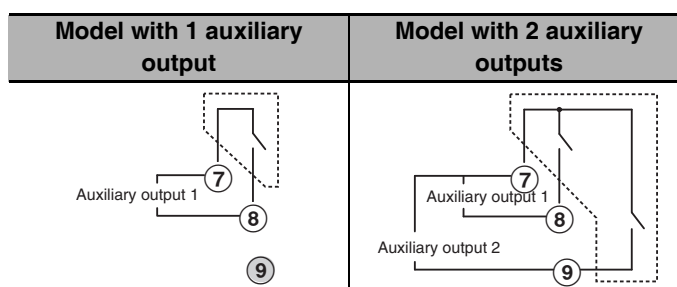 Model with 1 auxiliary
output
Model with 2 auxiliary
outputs
7
Auxiliary output 1
8
9
7
Auxiliary output 1
8
Auxiliary output 2
9